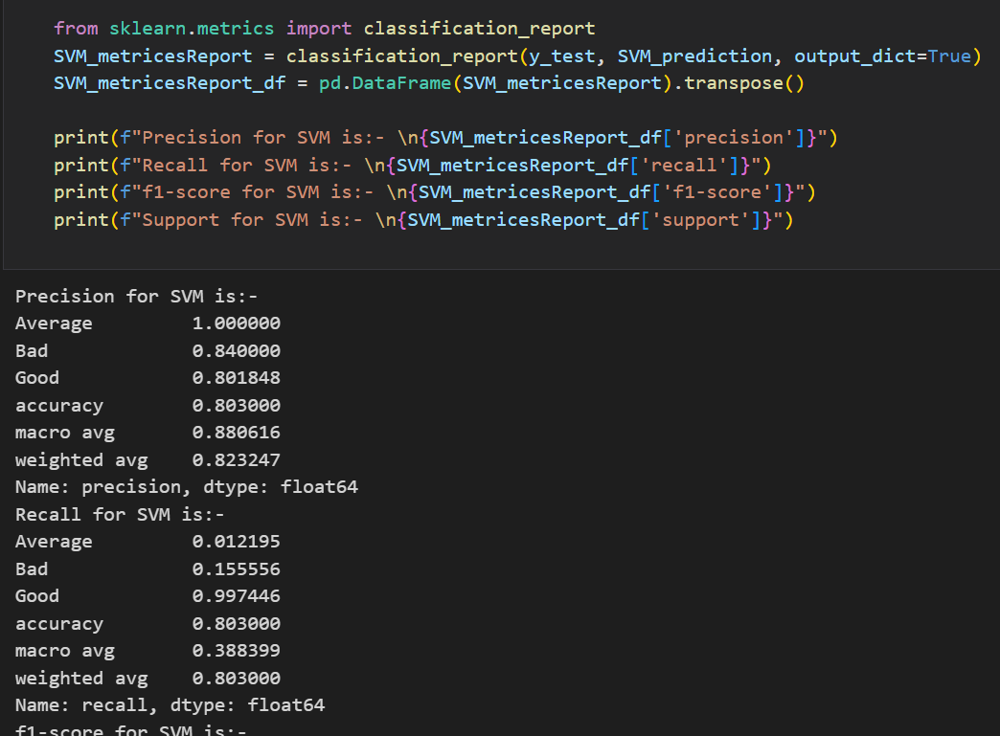 from sklearn.metrics import classification_report
SVM_metricesReport = classification_report(y_test, SVM_prediction, output_dict=True)
SVM_metricesReport_df = pd.DataFrame(SVM_metricesReport).transpose()
print(f"Precision for SVM is:- \n{SVM_metricesReport_df['precision']}")
print(f"Recall for SVM is:- \n{SVM_metricesReport_df['recall']}")
print(f"f1-score for SVM is:- \n{SVM_metricesReport_df['f1-score']}")
print(f"Support for SVM is:- \n{SVM_metricesReport_df['support']}")
Precision for SVM is:-
Average 1.000000
Bad 0.840000
Good 0.801848
accuracy 0.803000
macro avg 0.880616
weighted avg 0.823247
Name: precision, dtype: float64
Recall for SVM is:-
Average 0.012195
Bad 0.155556
Good 0.997446
accuracy 0.803000
macro avg 0.388399
weighted avg 0.803000
Name: recall, dtype: float64
f1-score for SVM is:-